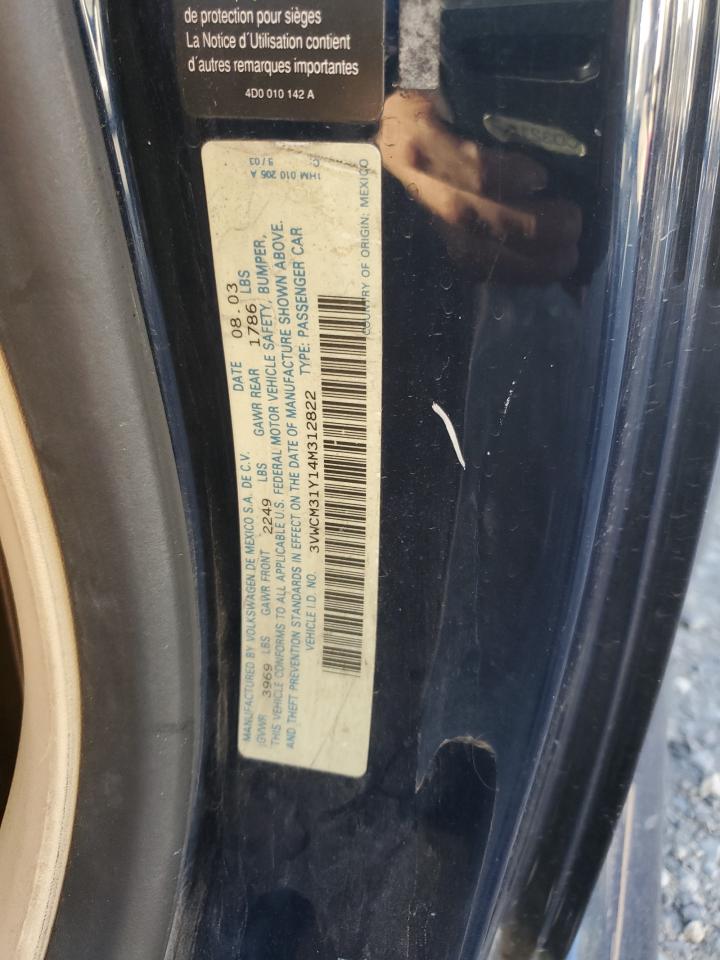 de protection pour sièges
La Notice d'Utilisation contient
d'autres remarques importantes
4D0 010 142 A
MANUFACTURED BY VOLKSWAGEN DE MEXICO S.A. DE C.V. DATE 08.03
GVWR 3969 LBS GAWR FRONT 2249 LBS GAWR REAR 1786 LBS
THIS VEHICLE CONFORMS TO ALL APPLICABLE U.S. FEDERAL MOTOR VEHICLE SAFETY, BUMPER,
AND THEFT PREVENTION STANDARDS IN EFFECT ON THE DATE OF MANUFACTURE SHOWN ABOVE.
VEHICLE I.D. NO. 3VWCM31Y14M312822 TYPE: PASSENGER CAR
COUNTRY OF ORIGIN: MEXICO
1HM 010 205 A
5/03